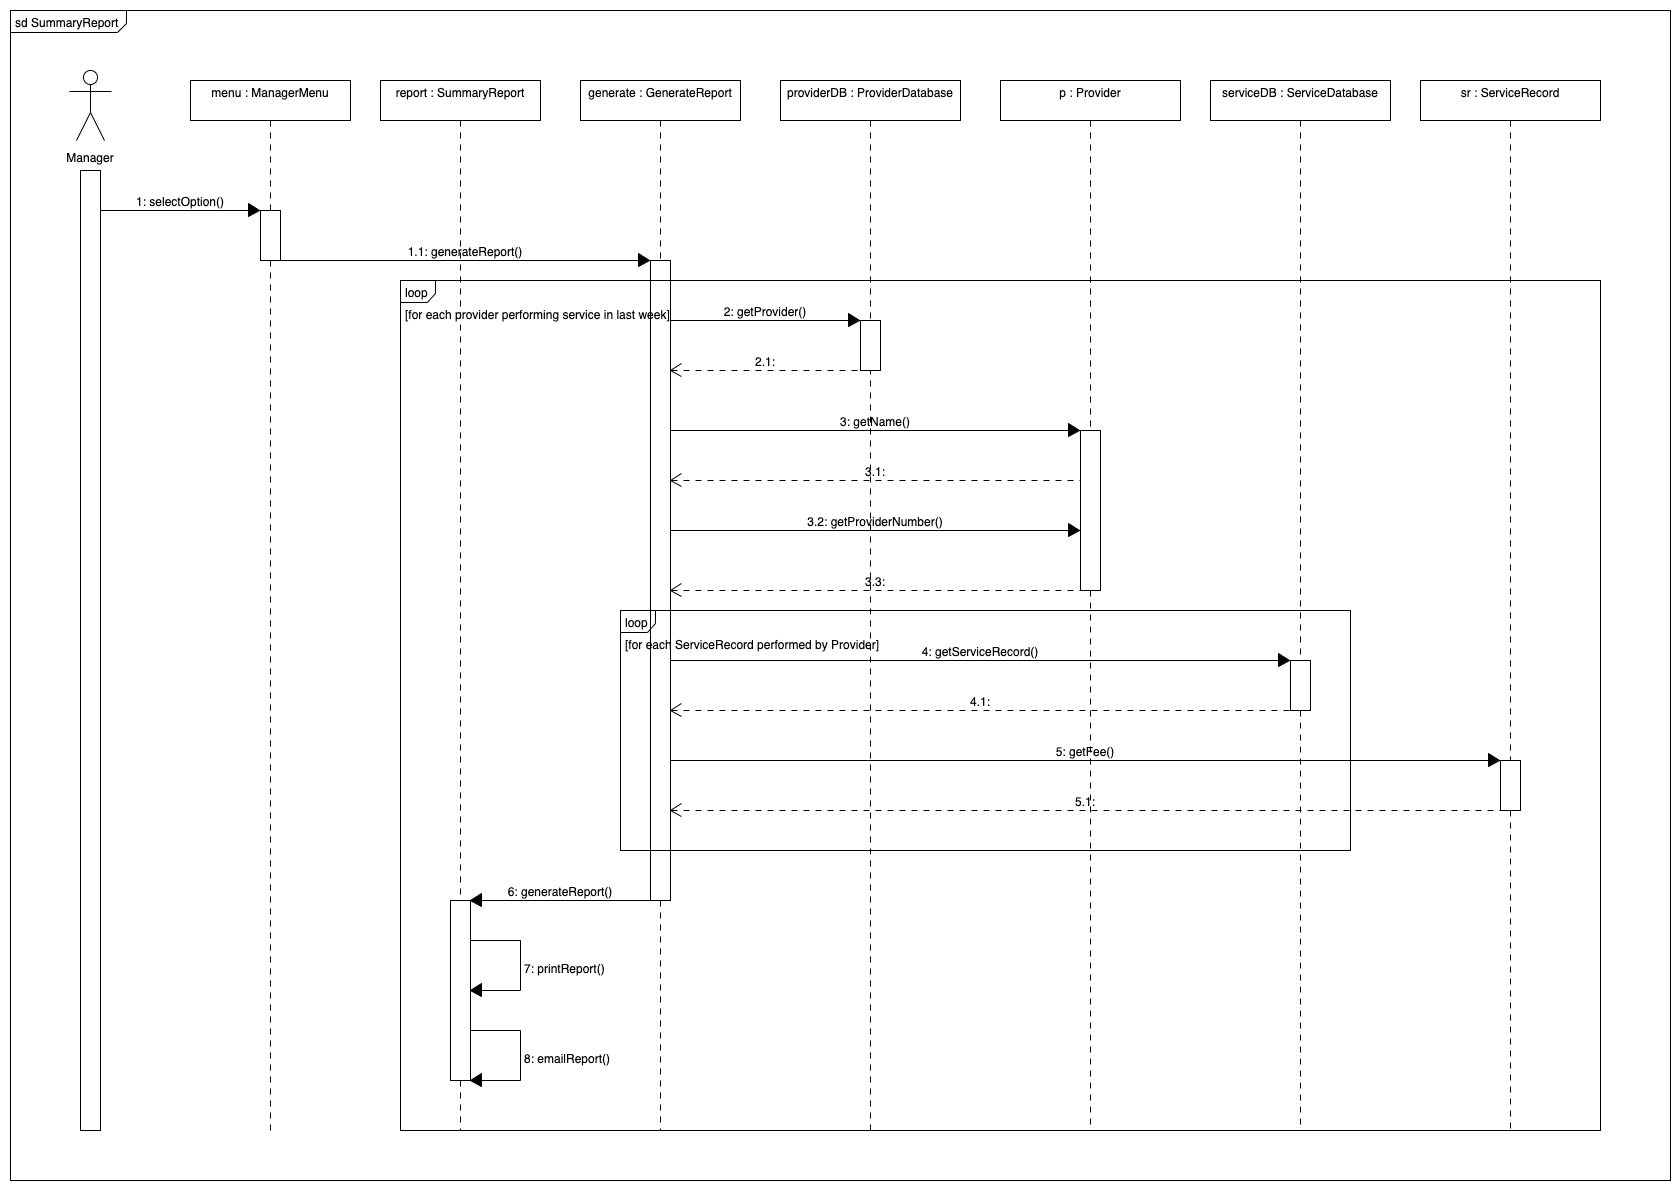 sd SummaryReport
Manager
menu : ManagerMenu
report : SummaryReport
generate : GenerateReport
providerDB : ProviderDatabase
p : Provider
serviceDB : ServiceDatabase
sr : ServiceRecord
1: selectOption()
1.1: generateReport()
loop
[for each provider performing service in last week]
2: getProvider()
2.1:
3: getName()
3.1:
3.2: getProviderNumber()
3.3:
loop
[for each ServiceRecord performed by Provider]
4: getServiceRecord()
4.1:
5: getFee()
5.1:
6: generateReport()
7: printReport()
8: emailReport()